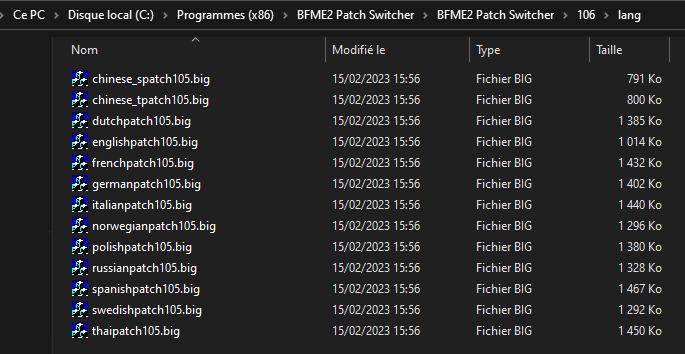 Ce PC > Disque local (C:) > Programmes (x86) > BFME2 Patch Switcher > BFME2 Patch Switcher > 106 > lang
Nom Modifié le Type Taille
chinese_spatch105.big 15/02/2023 15:56 Fichier BIG 791 Ko
chinese_tpatch105.big 15/02/2023 15:56 Fichier BIG 800 Ko
dutchpatch105.big 15/02/2023 15:56 Fichier BIG 1 385 Ko
englishpatch105.big 15/02/2023 15:56 Fichier BIG 1 014 Ko
frenchpatch105.big 15/02/2023 15:56 Fichier BIG 1 432 Ko
germanpatch105.big 15/02/2023 15:56 Fichier BIG 1 402 Ko
italianpatch105.big 15/02/2023 15:56 Fichier BIG 1 440 Ko
norwegianpatch105.big 15/02/2023 15:56 Fichier BIG 1 296 Ko
polishpatch105.big 15/02/2023 15:56 Fichier BIG 1 380 Ko
russianpatch105.big 15/02/2023 15:56 Fichier BIG 1 328 Ko
spanishpatch105.big 15/02/2023 15:56 Fichier BIG 1 467 Ko
swedishpatch105.big 15/02/2023 15:56 Fichier BIG 1 292 Ko
thaipatch105.big 15/02/2023 15:56 Fichier BIG 1 450 Ko